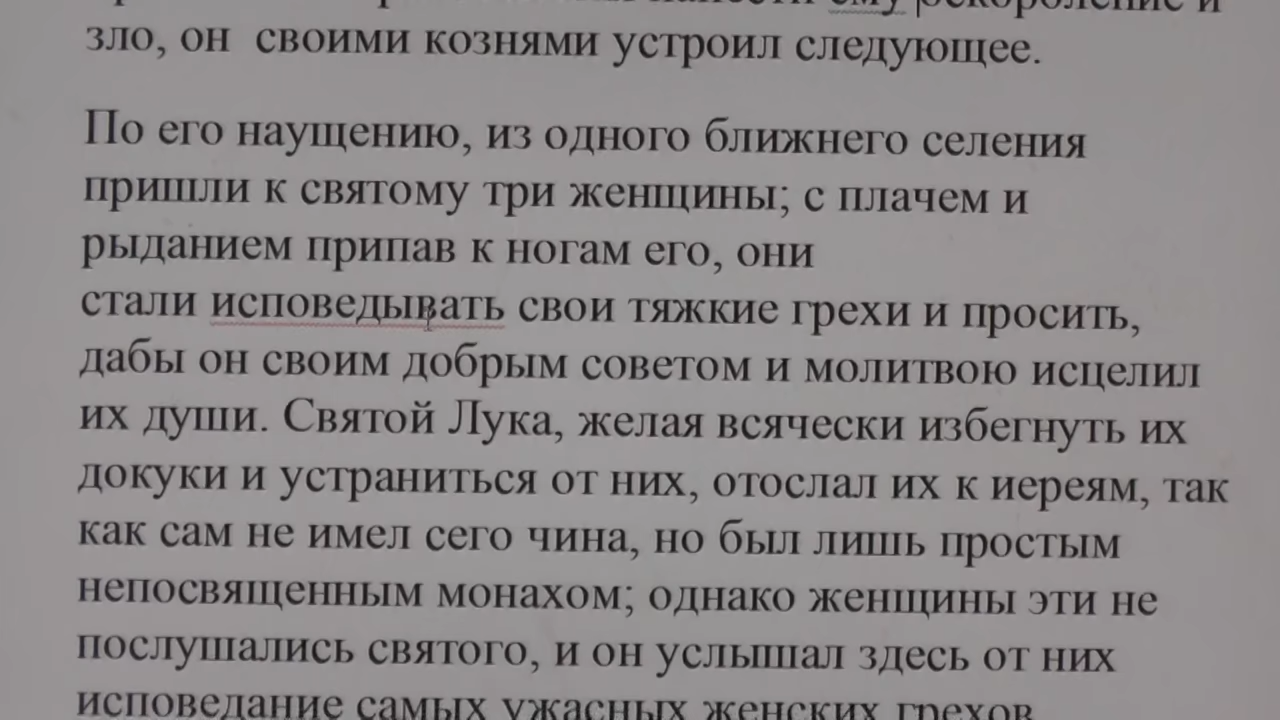 ему
зло, он своими кознями устроил следующее.
По его наущению, из одного ближнего селения
пришли к святому три женщины; с плачем и
рыданием припав к ногам его, они
стали исповедывать свои тяжкие грехи и просить,
дабы он своим добрым советом и молитвою исцелил
их души. Святой Лука, желая всячески избегнуть их
докуки и устраниться от них, отослал их к иереям, так
как сам не имел сего чина, но был лишь простым
непосвященным монахом; однако женщины эти не
послушались святого, и он услышал здесь от них
исповедание самых ужасных женских грехов